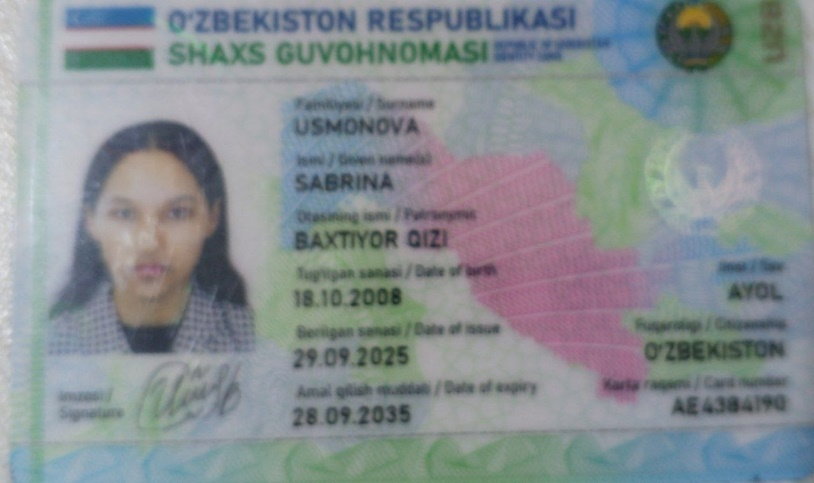 O'ZBEKISTON RESPUBLIKASI
SHAXS GUVOHNOMASI
Familiyasi / Surname
USMONOVA
Ismi / Given name(s)
SABRINA
Otasining ismi / Patronymic
BAXTIYOR QIZI
Tug'ilgan sanasi / Date of birth
18.10.2008
Jinsi / Sex
AYOL
Berilgan sanasi / Date of issue
29.09.2025
Fuqaroligi / Citizenship
O'ZBEKISTON
Amal qilish muddati / Date of expiry
28.09.2035
Karta raqami / Card number
AE4384190
Imzosi /
Signature